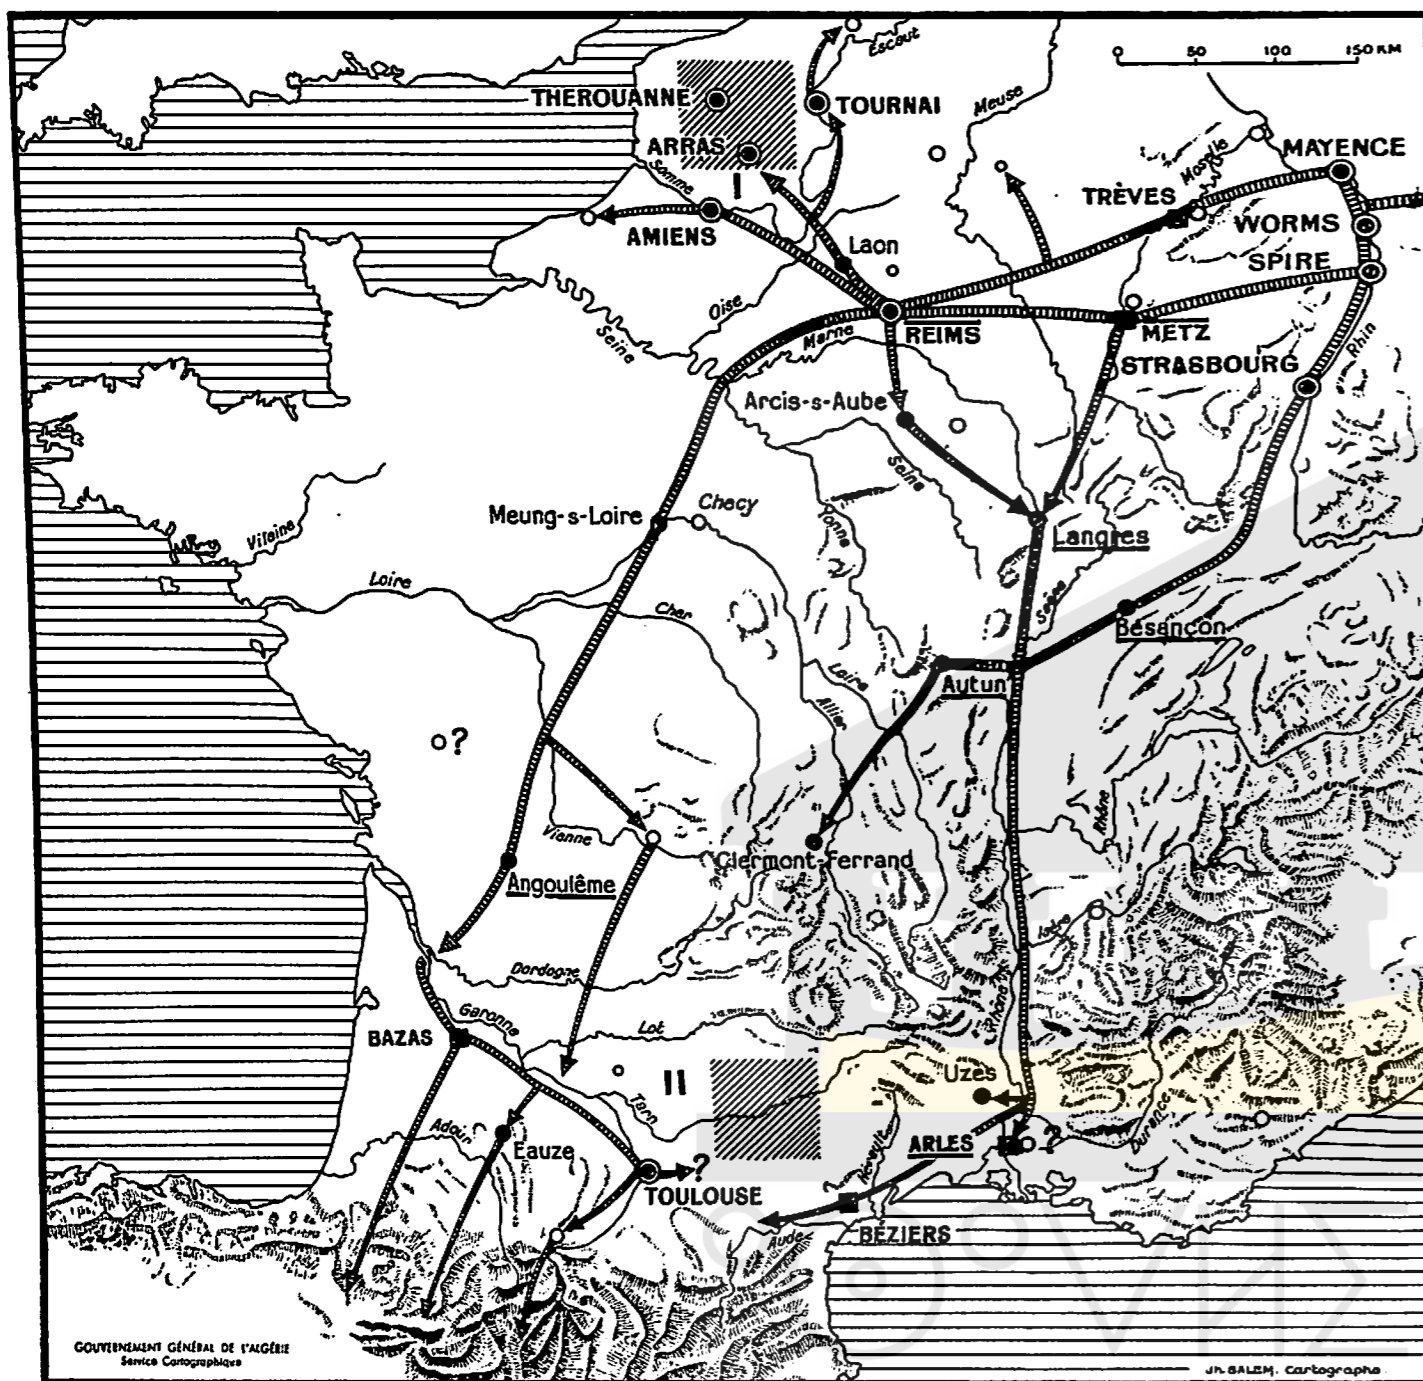 Escaut
0 50 100 150 KM
THEROUANNE
TOURNAI
Meuse
ARRAS
I
Somme
Moselle
MAYENCE
TRÈVES
AMIENS
WORMS
Laon
SPIRE
Oise
Seine
REIMS
Marne
METZ
STRASBOURG
Rhin
Arcis-s-Aube
Seine
Meung-s-Loire
Checy
Yonne
Langres
Vilaine
Loire
Cher
Saône
Besançon
Loire
Autun
Allier
?
Vienne
Rhône
Clermont-Ferrand
Angoulême
Isère
Dordogne
Garonne
Rhône
Lot
BAZAS
II
Uzès
Tarn
Durance
Adour
Eauze
ARLES
?
?
Hérault
TOULOUSE
BÉZIERS
Aude
GOUVERNEMENT GÉNÉRAL DE L'ALGÉRIE
Service Cartographique
Jh. SALEM. Cartographe